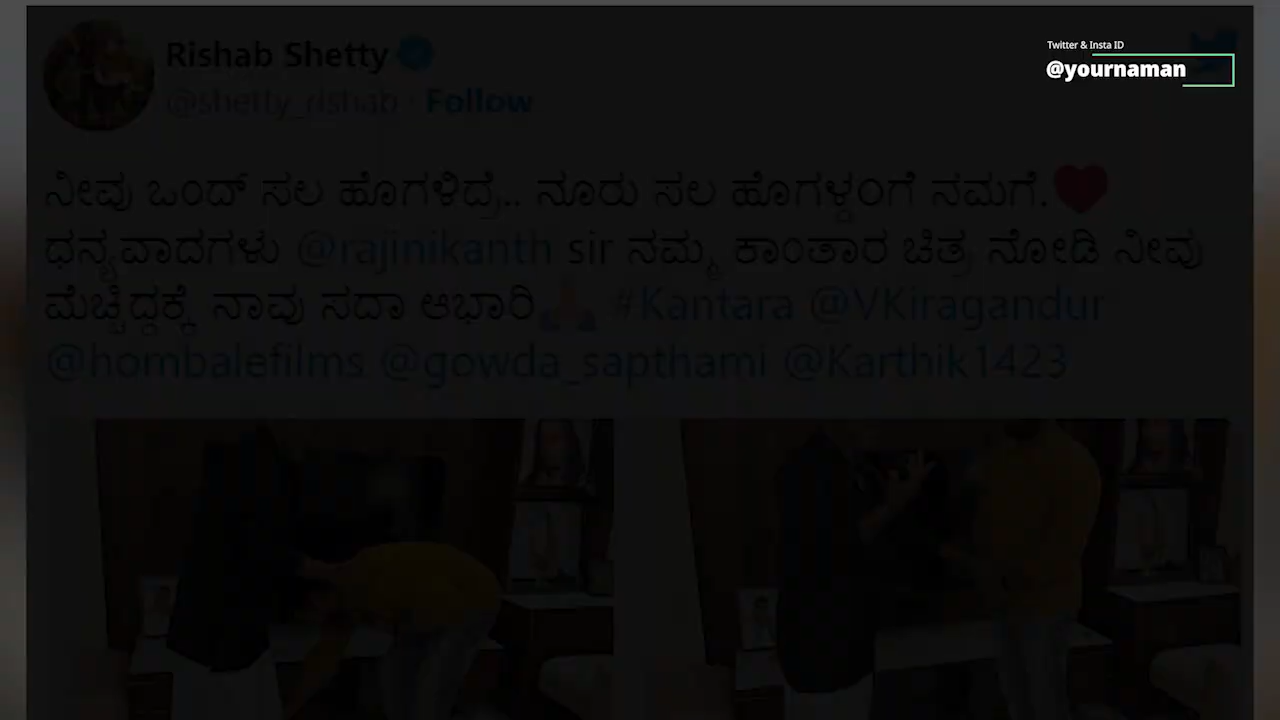 Rishab Shetty
@shetty_rishab · Follow
Twitter & Insta ID
@yournaman
ನೀವು ಒಂದ್ ಸಲ ಹೊಗಳಿದ್ರೆ.. ನೂರು ಸಲ ಹೊಗಳ್ದಂಗೆ ನಮಗೆ.❤️
ಧನ್ಯವಾದಗಳು @rajinikanth sir ನಮ್ಮ ಕಾಂತಾರ ಚಿತ್ರ ನೋಡಿ ನೀವು
ಮೆಚ್ಚಿದ್ದಕ್ಕೆ ನಾವು ಸದಾ ಆಭಾರಿ🙏 #Kantara @VKiragandur
@hombalefilms @gowda_sapthami @Karthik1423